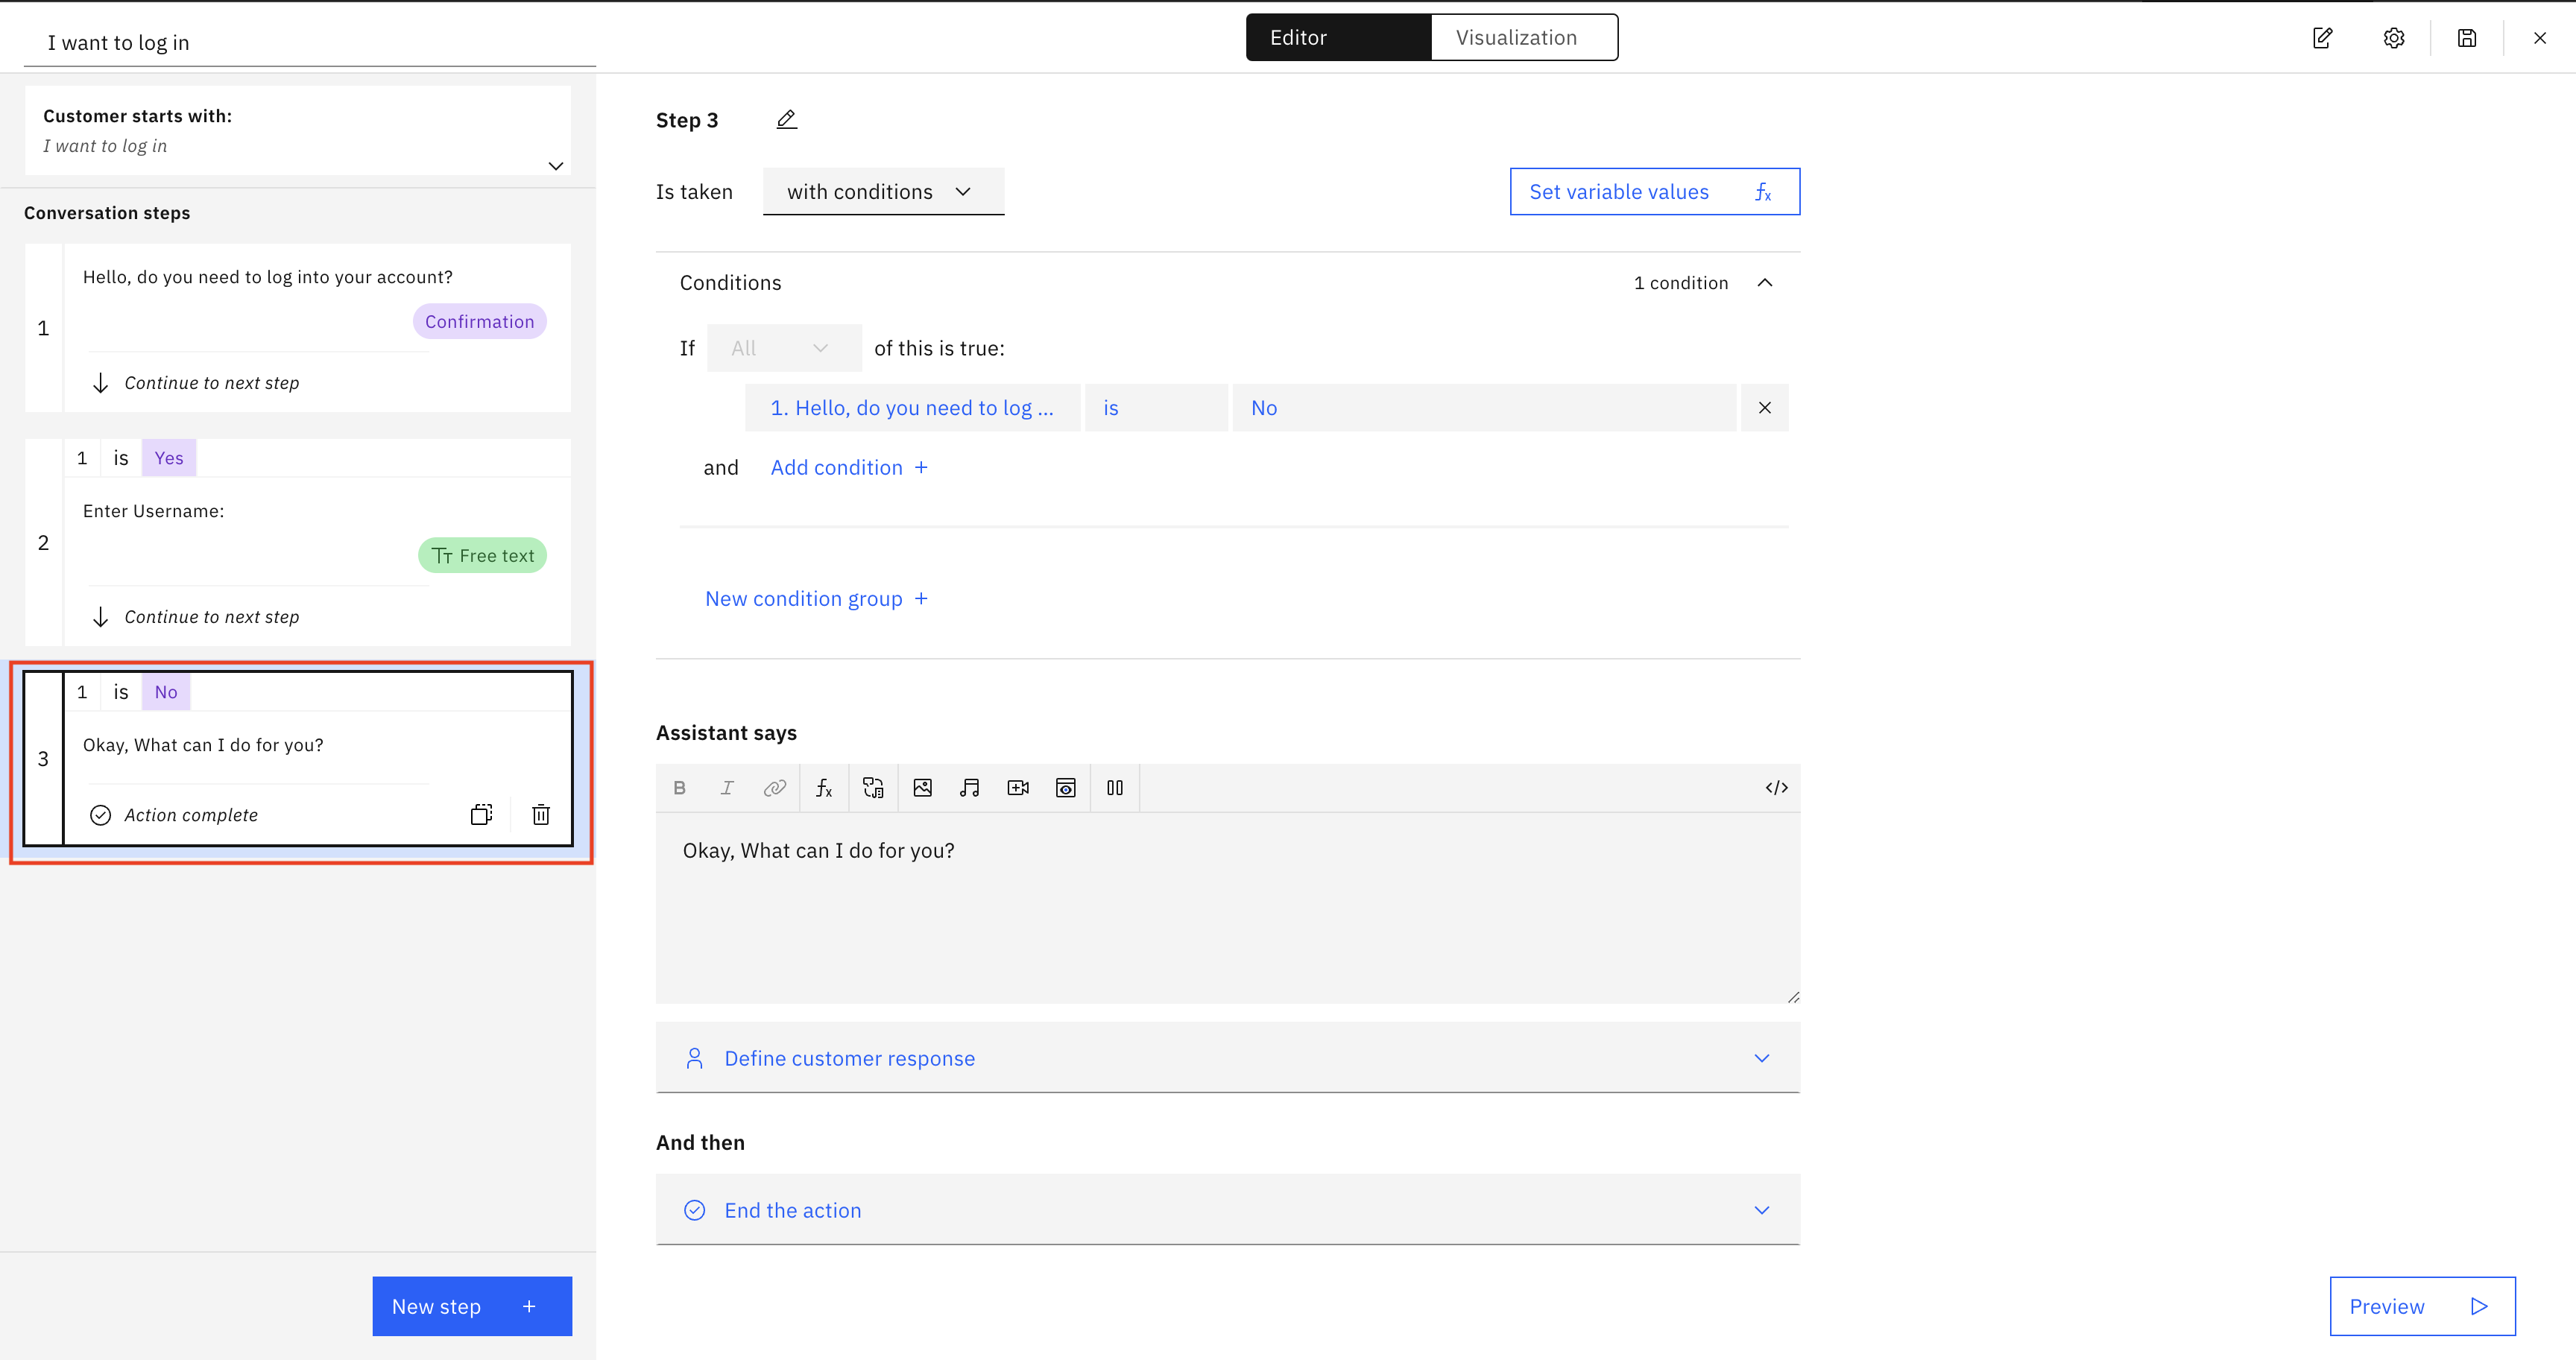 I want to log in
Editor
Visualization
Customer starts with:
I want to log in
Conversation steps
1
Hello, do you need to log into your account?
Confirmation
Continue to next step
1 is Yes
2
Enter Username:
Free text
Continue to next step
1 is No
3
Okay, What can I do for you?
Action complete
New step +
Step 3
Is taken with conditions
Set variable values fx
Conditions
1 condition
If All of this is true:
1. Hello, do you need to log ... is No
and Add condition +
New condition group +
Assistant says
B I fx </>
Okay, What can I do for you?
Define customer response
And then
End the action
Preview